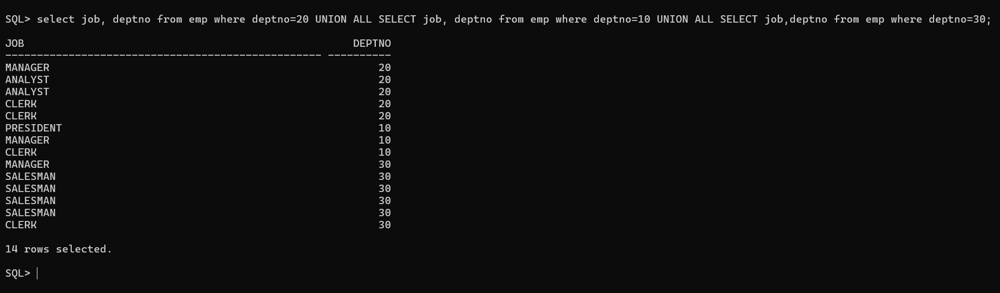 SQL> select job, deptno from emp where deptno=20 UNION ALL SELECT job, deptno from emp where deptno=10 UNION ALL SELECT job,deptno from emp where deptno=30;
JOB                                                    DEPTNO
-------------------------------------------------- ----------
MANAGER                                                    20
ANALYST                                                    20
ANALYST                                                    20
CLERK                                                      20
CLERK                                                      20
PRESIDENT                                                  10
MANAGER                                                    10
CLERK                                                      10
MANAGER                                                    30
SALESMAN                                                   30
SALESMAN                                                   30
SALESMAN                                                   30
SALESMAN                                                   30
CLERK                                                      30
14 rows selected.
SQL>